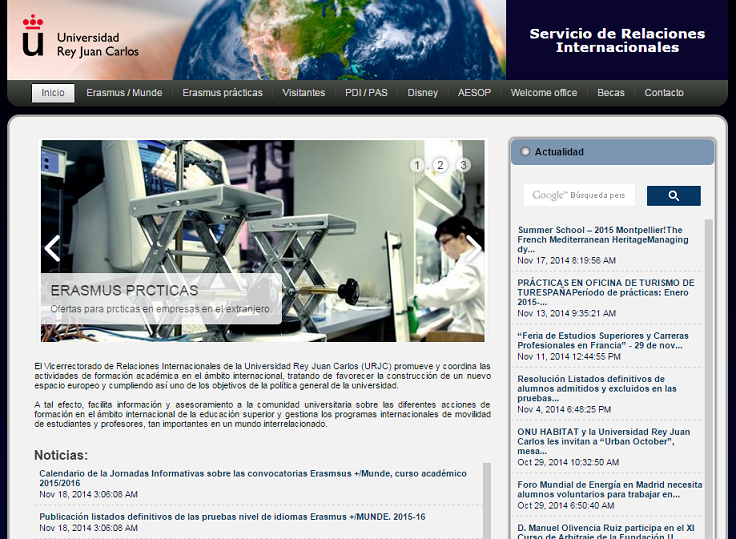 Universidad
Rey Juan Carlos
Servicio de Relaciones
Internacionales
Inicio Erasmus / Munde Erasmus prácticas Visitantes PDI / PAS Disney AESOP Welcome office Becas Contacto
1 2 3
ERASMUS PRCTICAS
Ofertas para prcticas en empresas en el extranjero.
El Vicerrectorado de Relaciones Internacionales de la Universidad Rey Juan Carlos (URJC) promueve y coordina las
actividades de formación académica en el ámbito internacional, tratando de favorecer la construcción de un nuevo
espacio europeo y cumpliendo así uno de los objetivos de la política general de la universidad.
A tal efecto, facilita información y asesoramiento a la comunidad universitaria sobre las diferentes acciones de
formación en el ámbito internacional de la educación superior y gestiona los programas internacionales de movilidad
de estudiantes y profesores, tan importantes en un mundo interrelacionado.
Noticias:
Calendario de la Jornadas Informativas sobre las convocatorias Erasmsus +/Munde, curso académico
2015/2016
Nov 18, 2014 3:06:08 AM
Publicación listados definitivos de las pruebas nivel de idiomas Erasmus +/MUNDE. 2015-16
Nov 18, 2014 3:06:08 AM
Actualidad
Google™ Búsqueda pers
Summer School – 2015 Montpellier!The
French Mediterranean HeritageManaging
dy...
Nov 17, 2014 8:19:56 AM
PRÁCTICAS EN OFICINA DE TURISMO DE
TURESPAÑAPeríodo de prácticas: Enero
2015-...
Nov 13, 2014 9:35:21 AM
“Feria de Estudios Superiores y Carreras
Profesionales en Francia” - 29 de nov...
Nov 11, 2014 12:44:55 PM
Resolución Listados definitivos de
alumnos admitidos y excluidos en las
pruebas...
Nov 4, 2014 6:48:25 PM
ONU HABITAT y la Universidad Rey Juan
Carlos les invitan a “Urban October”,
mesa...
Oct 29, 2014 10:32:50 AM
Foro Mundial de Energía en Madrid necesita
alumnos voluntarios para trabajar en...
Oct 29, 2014 6:50:40 AM
D. Manuel Olivencia Ruiz participa en el XI
Curso de Arbitraje de la Fundación U